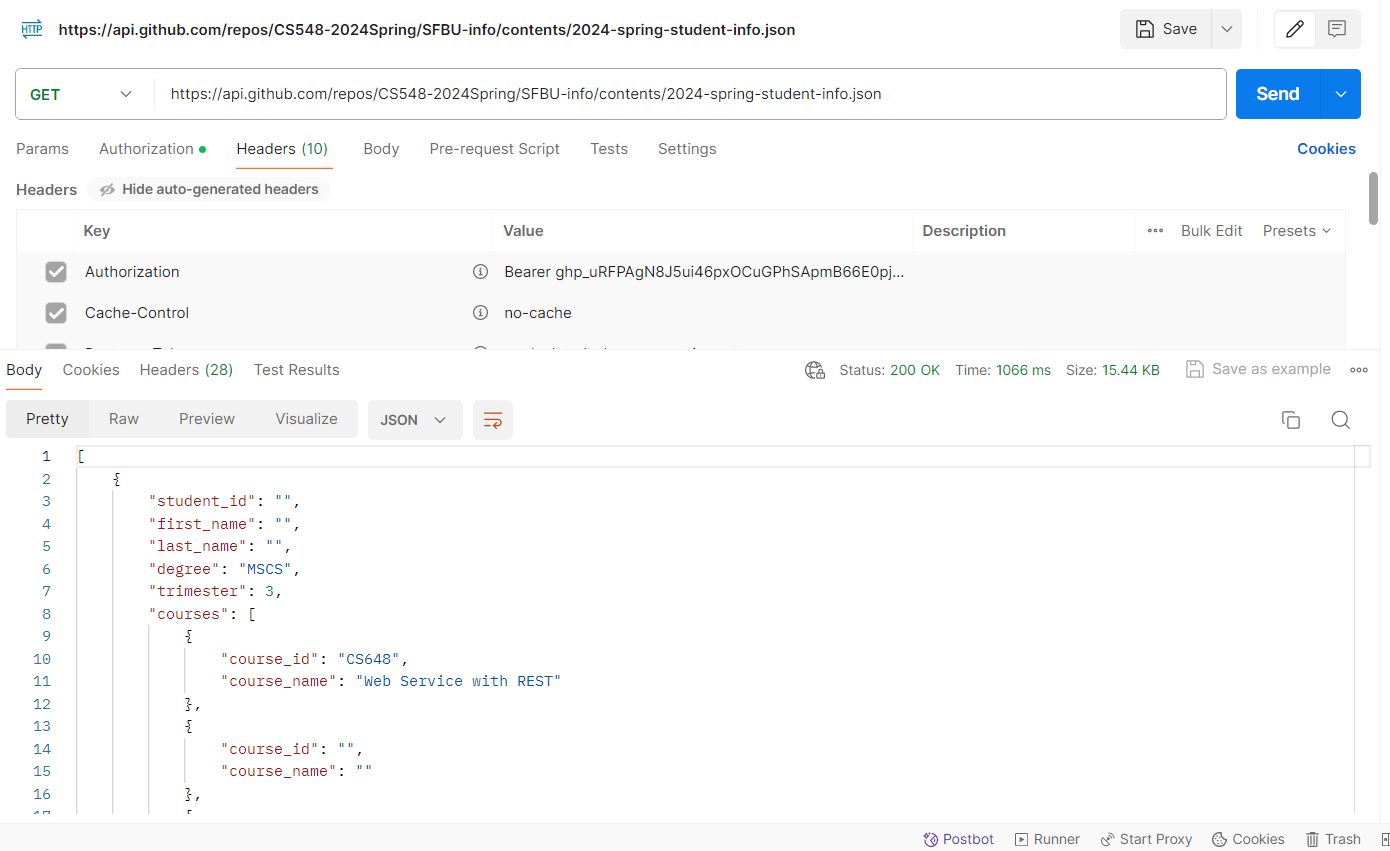 HTTP https://api.github.com/repos/CS548-2024Spring/SFBU-info/contents/2024-spring-student-info.json Save
GET https://api.github.com/repos/CS548-2024Spring/SFBU-info/contents/2024-spring-student-info.json Send
Params Authorization Headers (10) Body Pre-request Script Tests Settings Cookies
Headers Hide auto-generated headers
Key Value Description Bulk Edit Presets
Authorization Bearer ghp_uRFPAgN8J5ui46pxOCuGPhSApmB66E0pj...
Cache-Control no-cache
Body Cookies Headers (28) Test Results Status: 200 OK Time: 1066 ms Size: 15.44 KB Save as example
Pretty Raw Preview Visualize JSON
1 [
2 {
3 "student_id": "",
4 "first_name": "",
5 "last_name": "",
6 "degree": "MSCS",
7 "trimester": 3,
8 "courses": [
9 {
10 "course_id": "CS648",
11 "course_name": "Web Service with REST"
12 },
13 {
14 "course_id": "",
15 "course_name": ""
16 },
Postbot Runner Start Proxy Cookies Trash